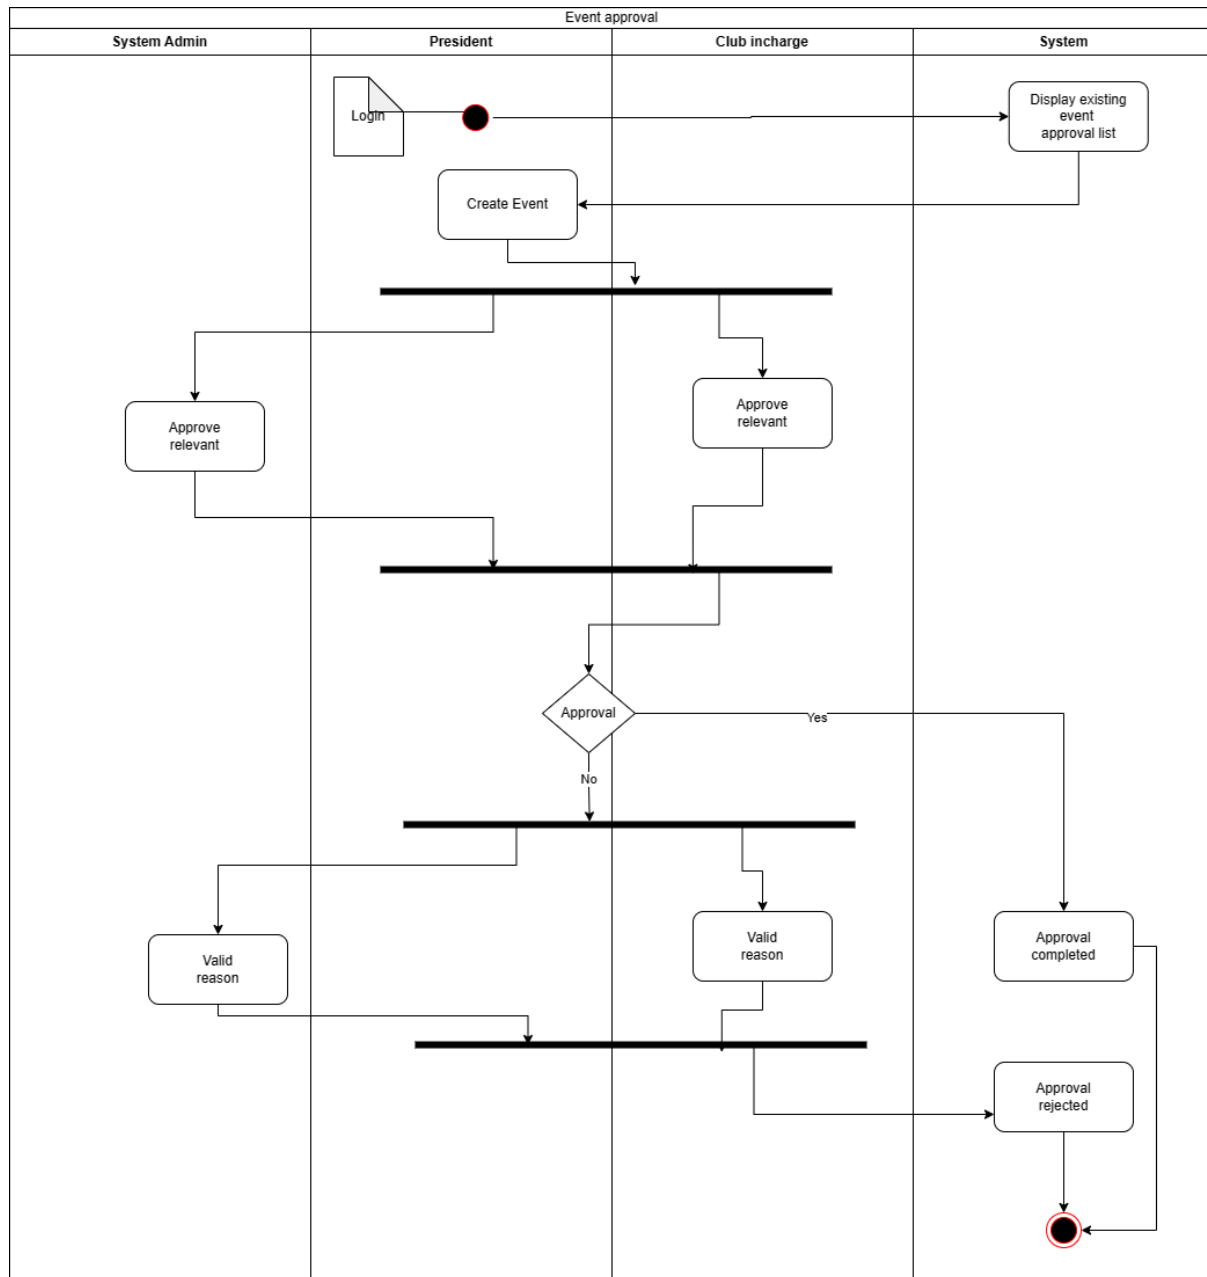 Event approval
System Admin
President
Club incharge
System
Login
Display existing
event
approval list
Create Event
Approve
relevant
Approve
relevant
Approval
Yes
No
Valid
reason
Valid
reason
Approval
completed
Approval
rejected